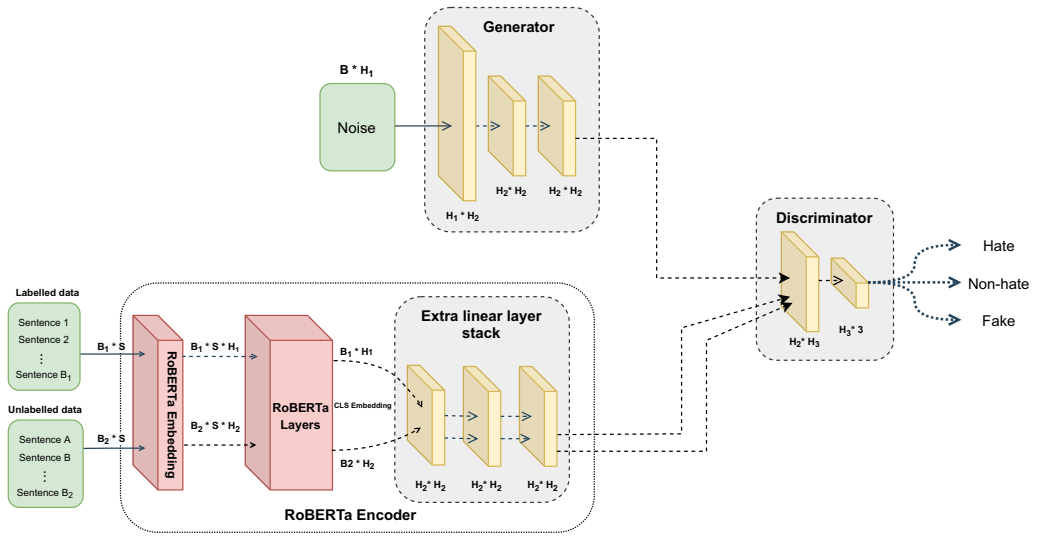 Generator
B * H₁
Noise
H₂* H₂
H₂ * H₂
H₁ * H₂
Discriminator
Hate
Non-hate
Fake
H₃* 3
H₂* H₃
Labelled data
Sentence 1
Sentence 2
⋮
Sentence B₁
B₁ * S
RoBERTa Embedding
B₁ * S * H₁
B₁ * H₁
RoBERTa
Layers
CLS Embedding
Extra linear layer
stack
Unlabelled data
Sentence A
Sentence B
⋮
Sentence B₂
B₂ * S
B₂ * S * H₂
B2 * H₂
H₂* H₂
H₂* H₂
H₂* H₂
RoBERTa Encoder